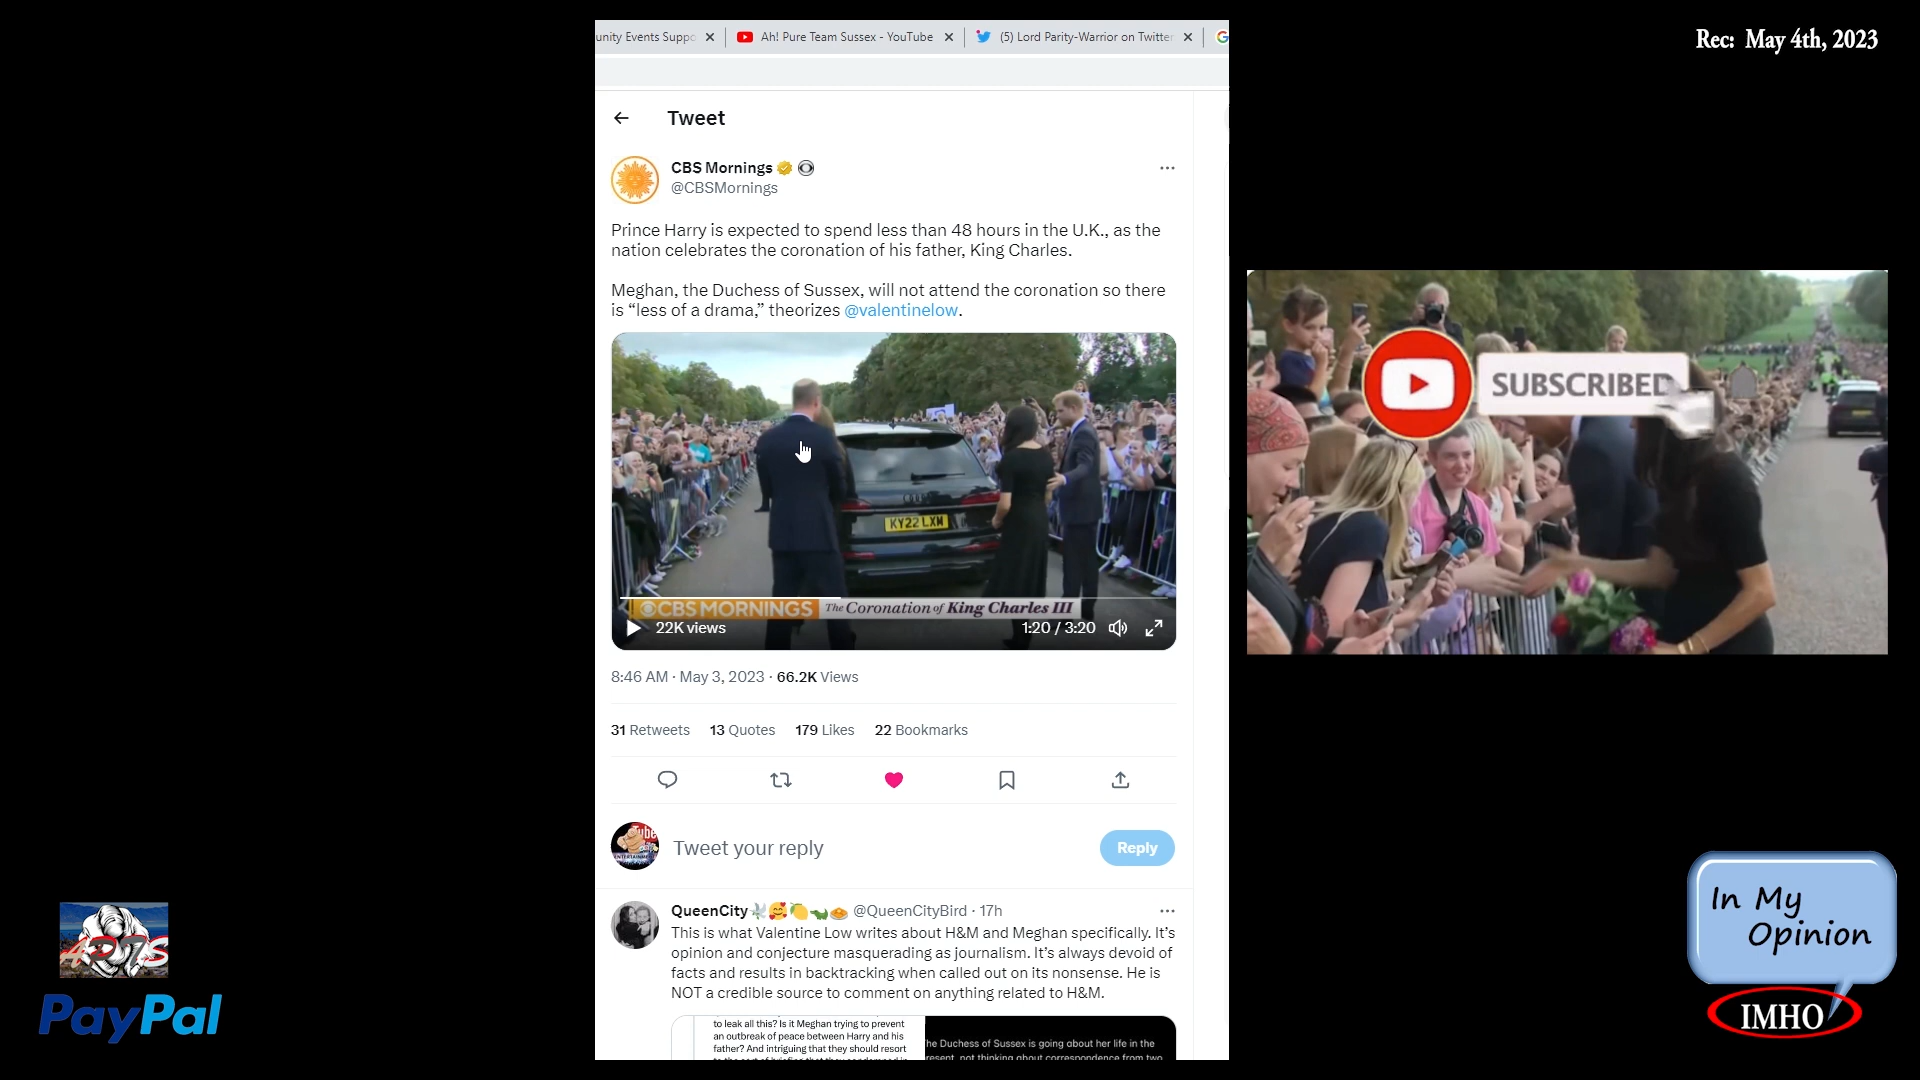 unity Events Suppo
Ah! Pure Team Sussex - YouTube
(5) Lord Parity-Warrior on Twitter
Rec: May 4th, 2023
Tweet
CBS Mornings
@CBSMornings
Prince Harry is expected to spend less than 48 hours in the U.K., as the
nation celebrates the coronation of his father, King Charles.
Meghan, the Duchess of Sussex, will not attend the coronation so there
is “less of a drama,” theorizes @valentinelow.
KY22 LXW
CBS MORNINGS
The Coronation of King Charles III
22K views
1:20 / 3:20
SUBSCRIBED
8:46 AM · May 3, 2023 · 66.2K Views
31 Retweets 13 Quotes 179 Likes 22 Bookmarks
Tweet your reply
Reply
QueenCity @QueenCityBird · 17h
This is what Valentine Low writes about H&M and Meghan specifically. It’s
opinion and conjecture masquerading as journalism. It’s always devoid of
facts and results in backtracking when called out on its nonsense. He is
NOT a credible source to comment on anything related to H&M.
to leak all this? Is it Meghan trying to prevent
an outbreak of peace between Harry and his
father? And intriguing that they should resort
he Duchess of Sussex is going about her life in the
resent, not thinking about correspondence from two
PayPal
In My
Opinion
IMHO